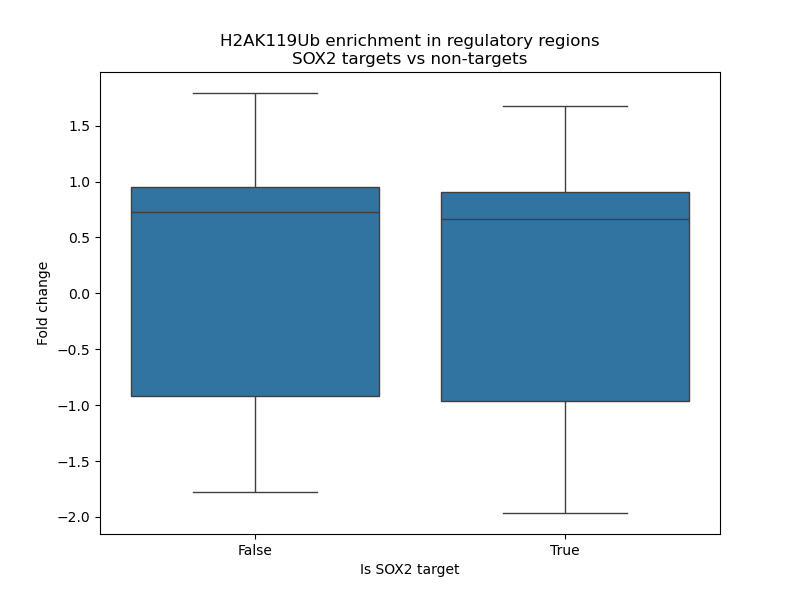 H2AK119Ub enrichment in regulatory regions
SOX2 targets vs non-targets
Fold change
1.5
1.0
0.5
0.0
−0.5
−1.0
−1.5
−2.0
False
True
Is SOX2 target